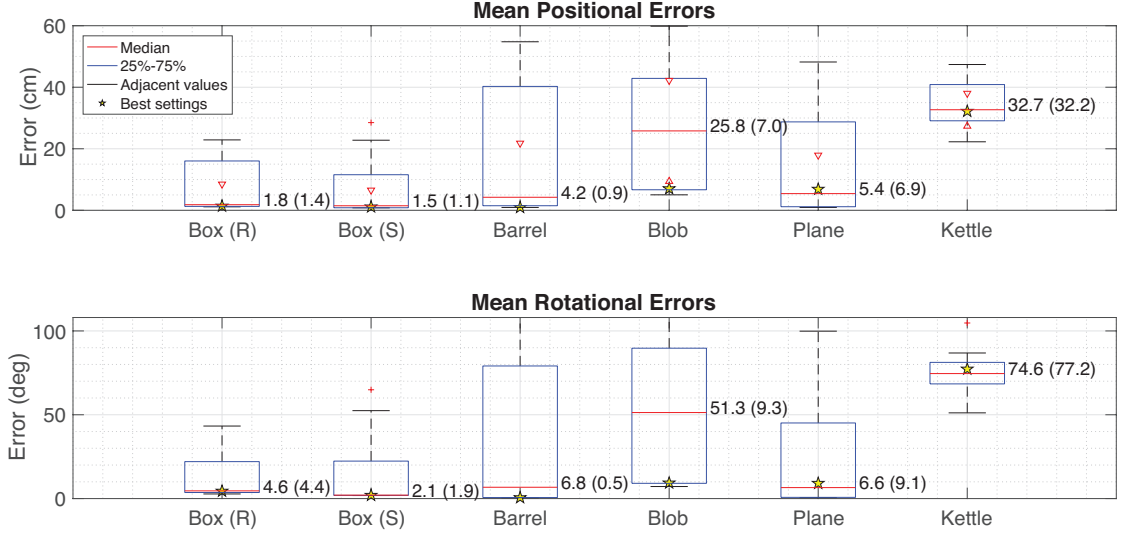 Mean Positional Errors
Error (cm)
60
40
20
0
Median
25%-75%
Adjacent values
Best settings
1.8 (1.4)
1.5 (1.1)
4.2 (0.9)
25.8 (7.0)
5.4 (6.9)
32.7 (32.2)
Box (R)
Box (S)
Barrel
Blob
Plane
Kettle
Mean Rotational Errors
Error (deg)
100
50
0
4.6 (4.4)
2.1 (1.9)
6.8 (0.5)
51.3 (9.3)
6.6 (9.1)
74.6 (77.2)
Box (R)
Box (S)
Barrel
Blob
Plane
Kettle